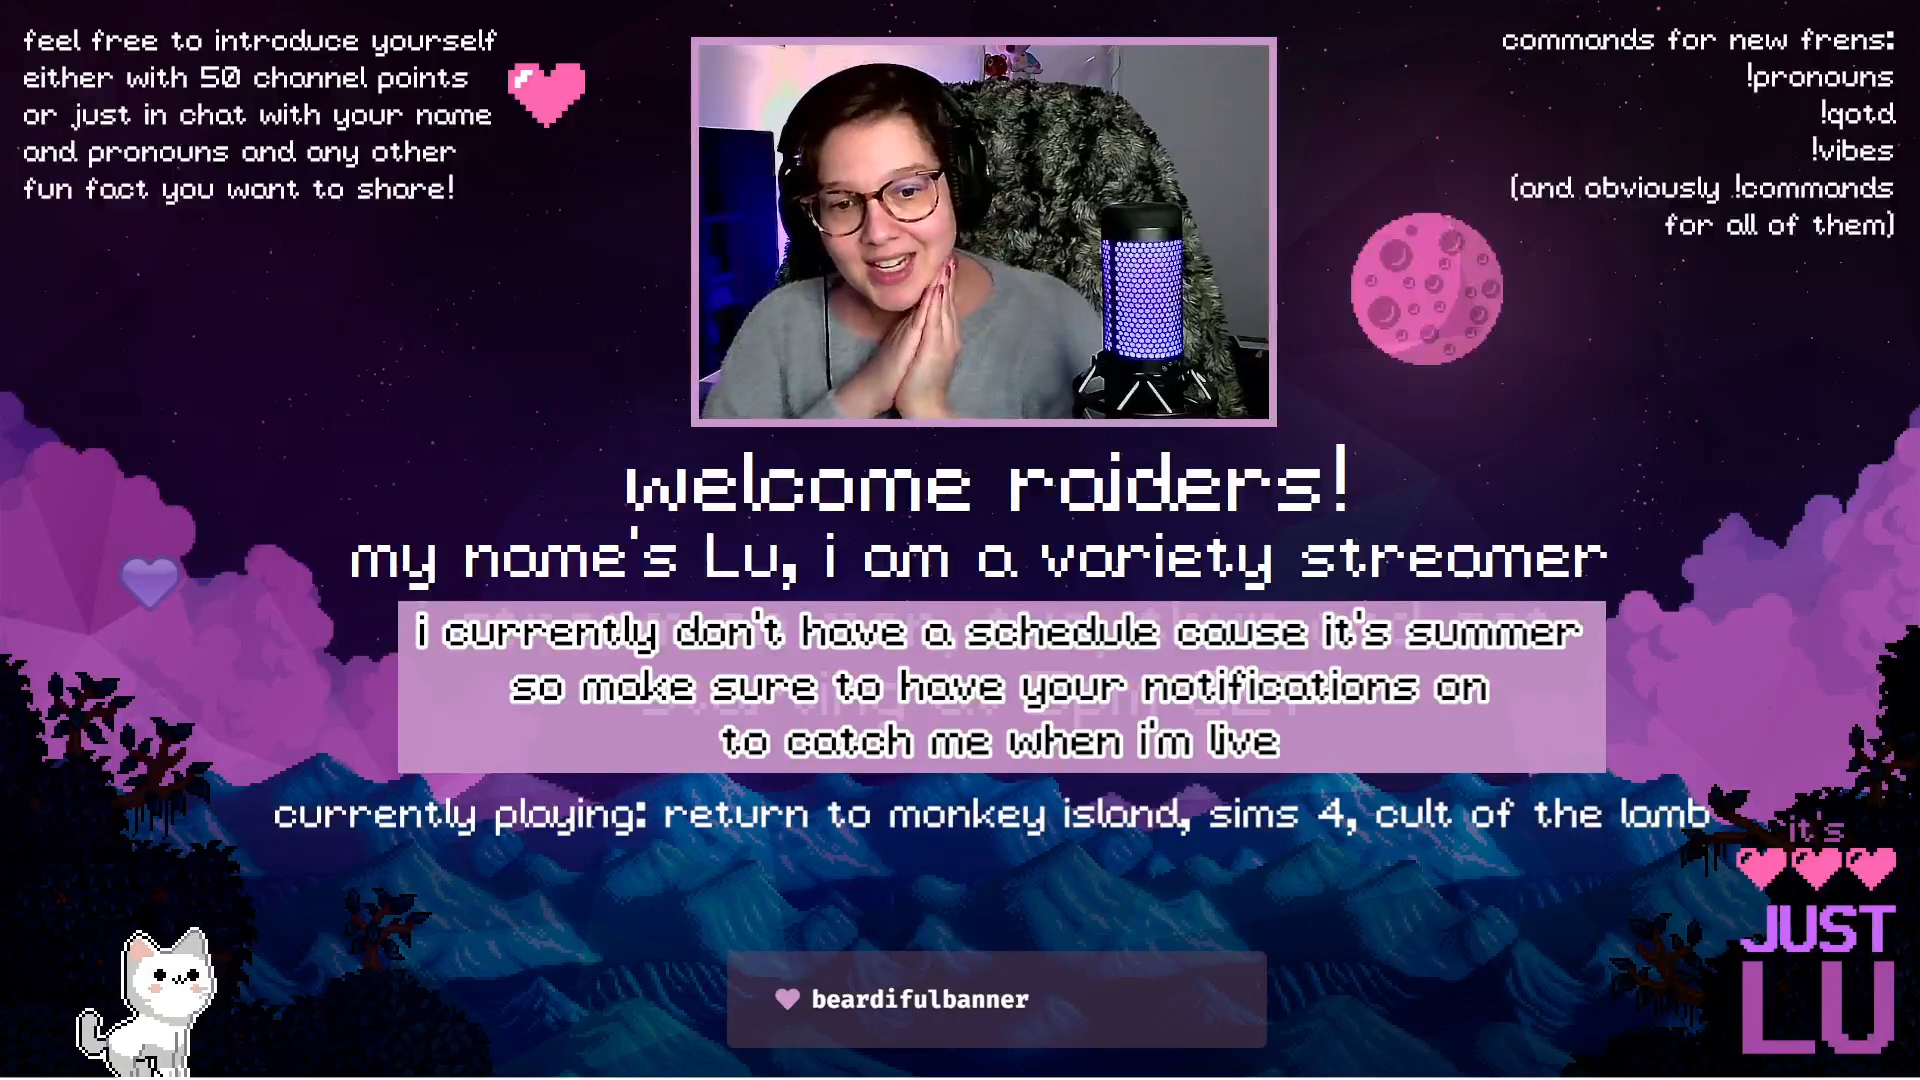 feel free to introduce yourself
either with 50 channel points
or just in chat with your name
and pronouns and any other
fun fact you want to share!
commands for new frens:
!pronouns
!qotd
!vibes
(and obviously !commands
for all of them)
welcome raiders!
my name's Lu, i am a variety streamer
i currently don't have a schedule cause it's summer
so make sure to have your notifications on
to catch me when i'm live
currently playing: return to monkey island, sims 4, cult of the lamb
it's
JUST
LU
beardifulbanner